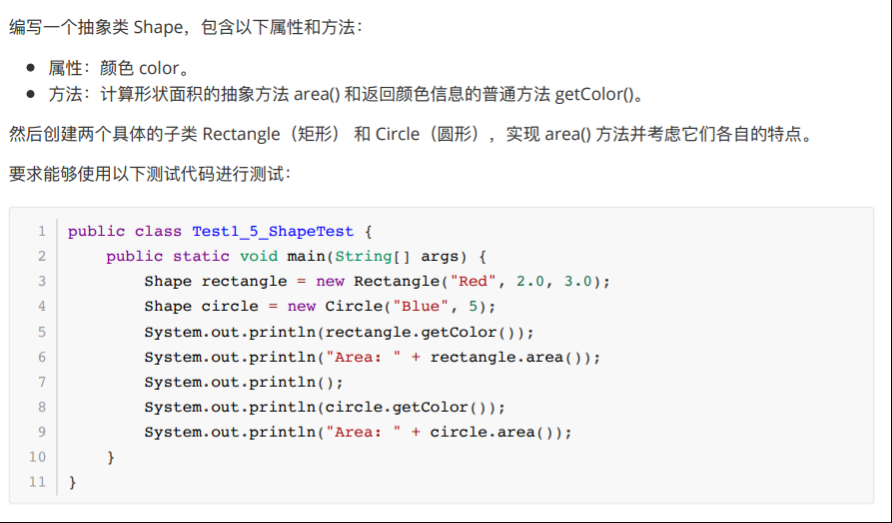 编写一个抽象类 Shape，包含以下属性和方法：
● 属性：颜色 color。
● 方法：计算形状面积的抽象方法 area() 和返回颜色信息的普通方法 getColor()。
然后创建两个具体的子类 Rectangle（矩形） 和 Circle（圆形），实现 area() 方法并考虑它们各自的特点。
要求能够使用以下测试代码进行测试：
1 public class Test1_5_ShapeTest {
2     public static void main(String[] args) {
3         Shape rectangle = new Rectangle("Red", 2.0, 3.0);
4         Shape circle = new Circle("Blue", 5);
5         System.out.println(rectangle.getColor());
6         System.out.println("Area: " + rectangle.area());
7         System.out.println();
8         System.out.println(circle.getColor());
9         System.out.println("Area: " + circle.area());
10     }
11 }